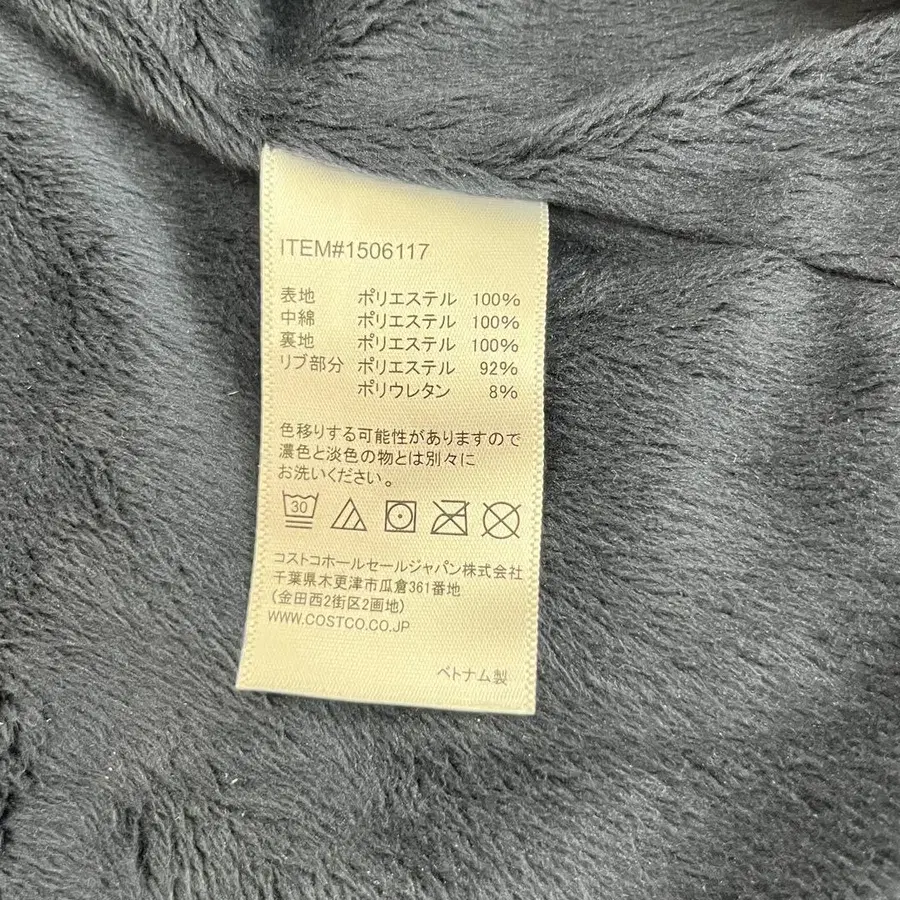 ITEM#1506117
表地 ポリエステル 100%
中綿 ポリエステル 100%
裏地 ポリエステル 100%
リブ部分 ポリエステル 92%
ポリウレタン 8%
色移りする可能性がありますので
濃色と淡色の物とは別々に
お洗いください。
30
コストコホールセールジャパン株式会社
千葉県木更津市瓜倉361番地
(金田西2街区2画地)
WWW.COSTCO.CO.JP
ベトナム製